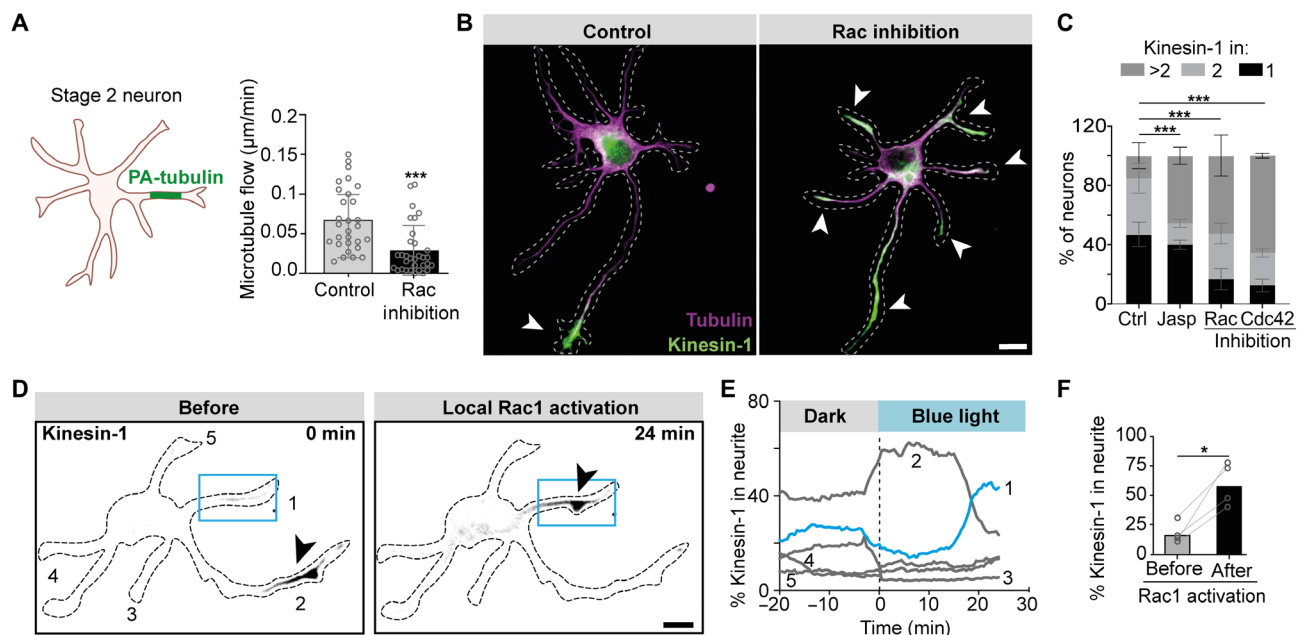 A
Stage 2 neuron
PA-tubulin
Microtubule flow (µm/min)
0.20
0.15
0.10
0.05
0.0
***
Control
Rac
inhibition
B
Control
Rac inhibition
Tubulin
Kinesin-1
C
Kinesin-1 in:
>2
2
1
% of neurons
120
80
40
0
***
***
***
Ctrl
Jasp
Rac
Cdc42
Inhibition
D
Before
Local Rac1 activation
Kinesin-1
0 min
5
1
4
3
2
24 min
E
% Kinesin-1 in neurite
80
40
0
Dark
Blue light
2
1
4
5
3
−20
−10
0
10
20
30
Time (min)
F
% Kinesin-1 in neurite
100
75
50
25
0
*
Before
After
Rac1 activation